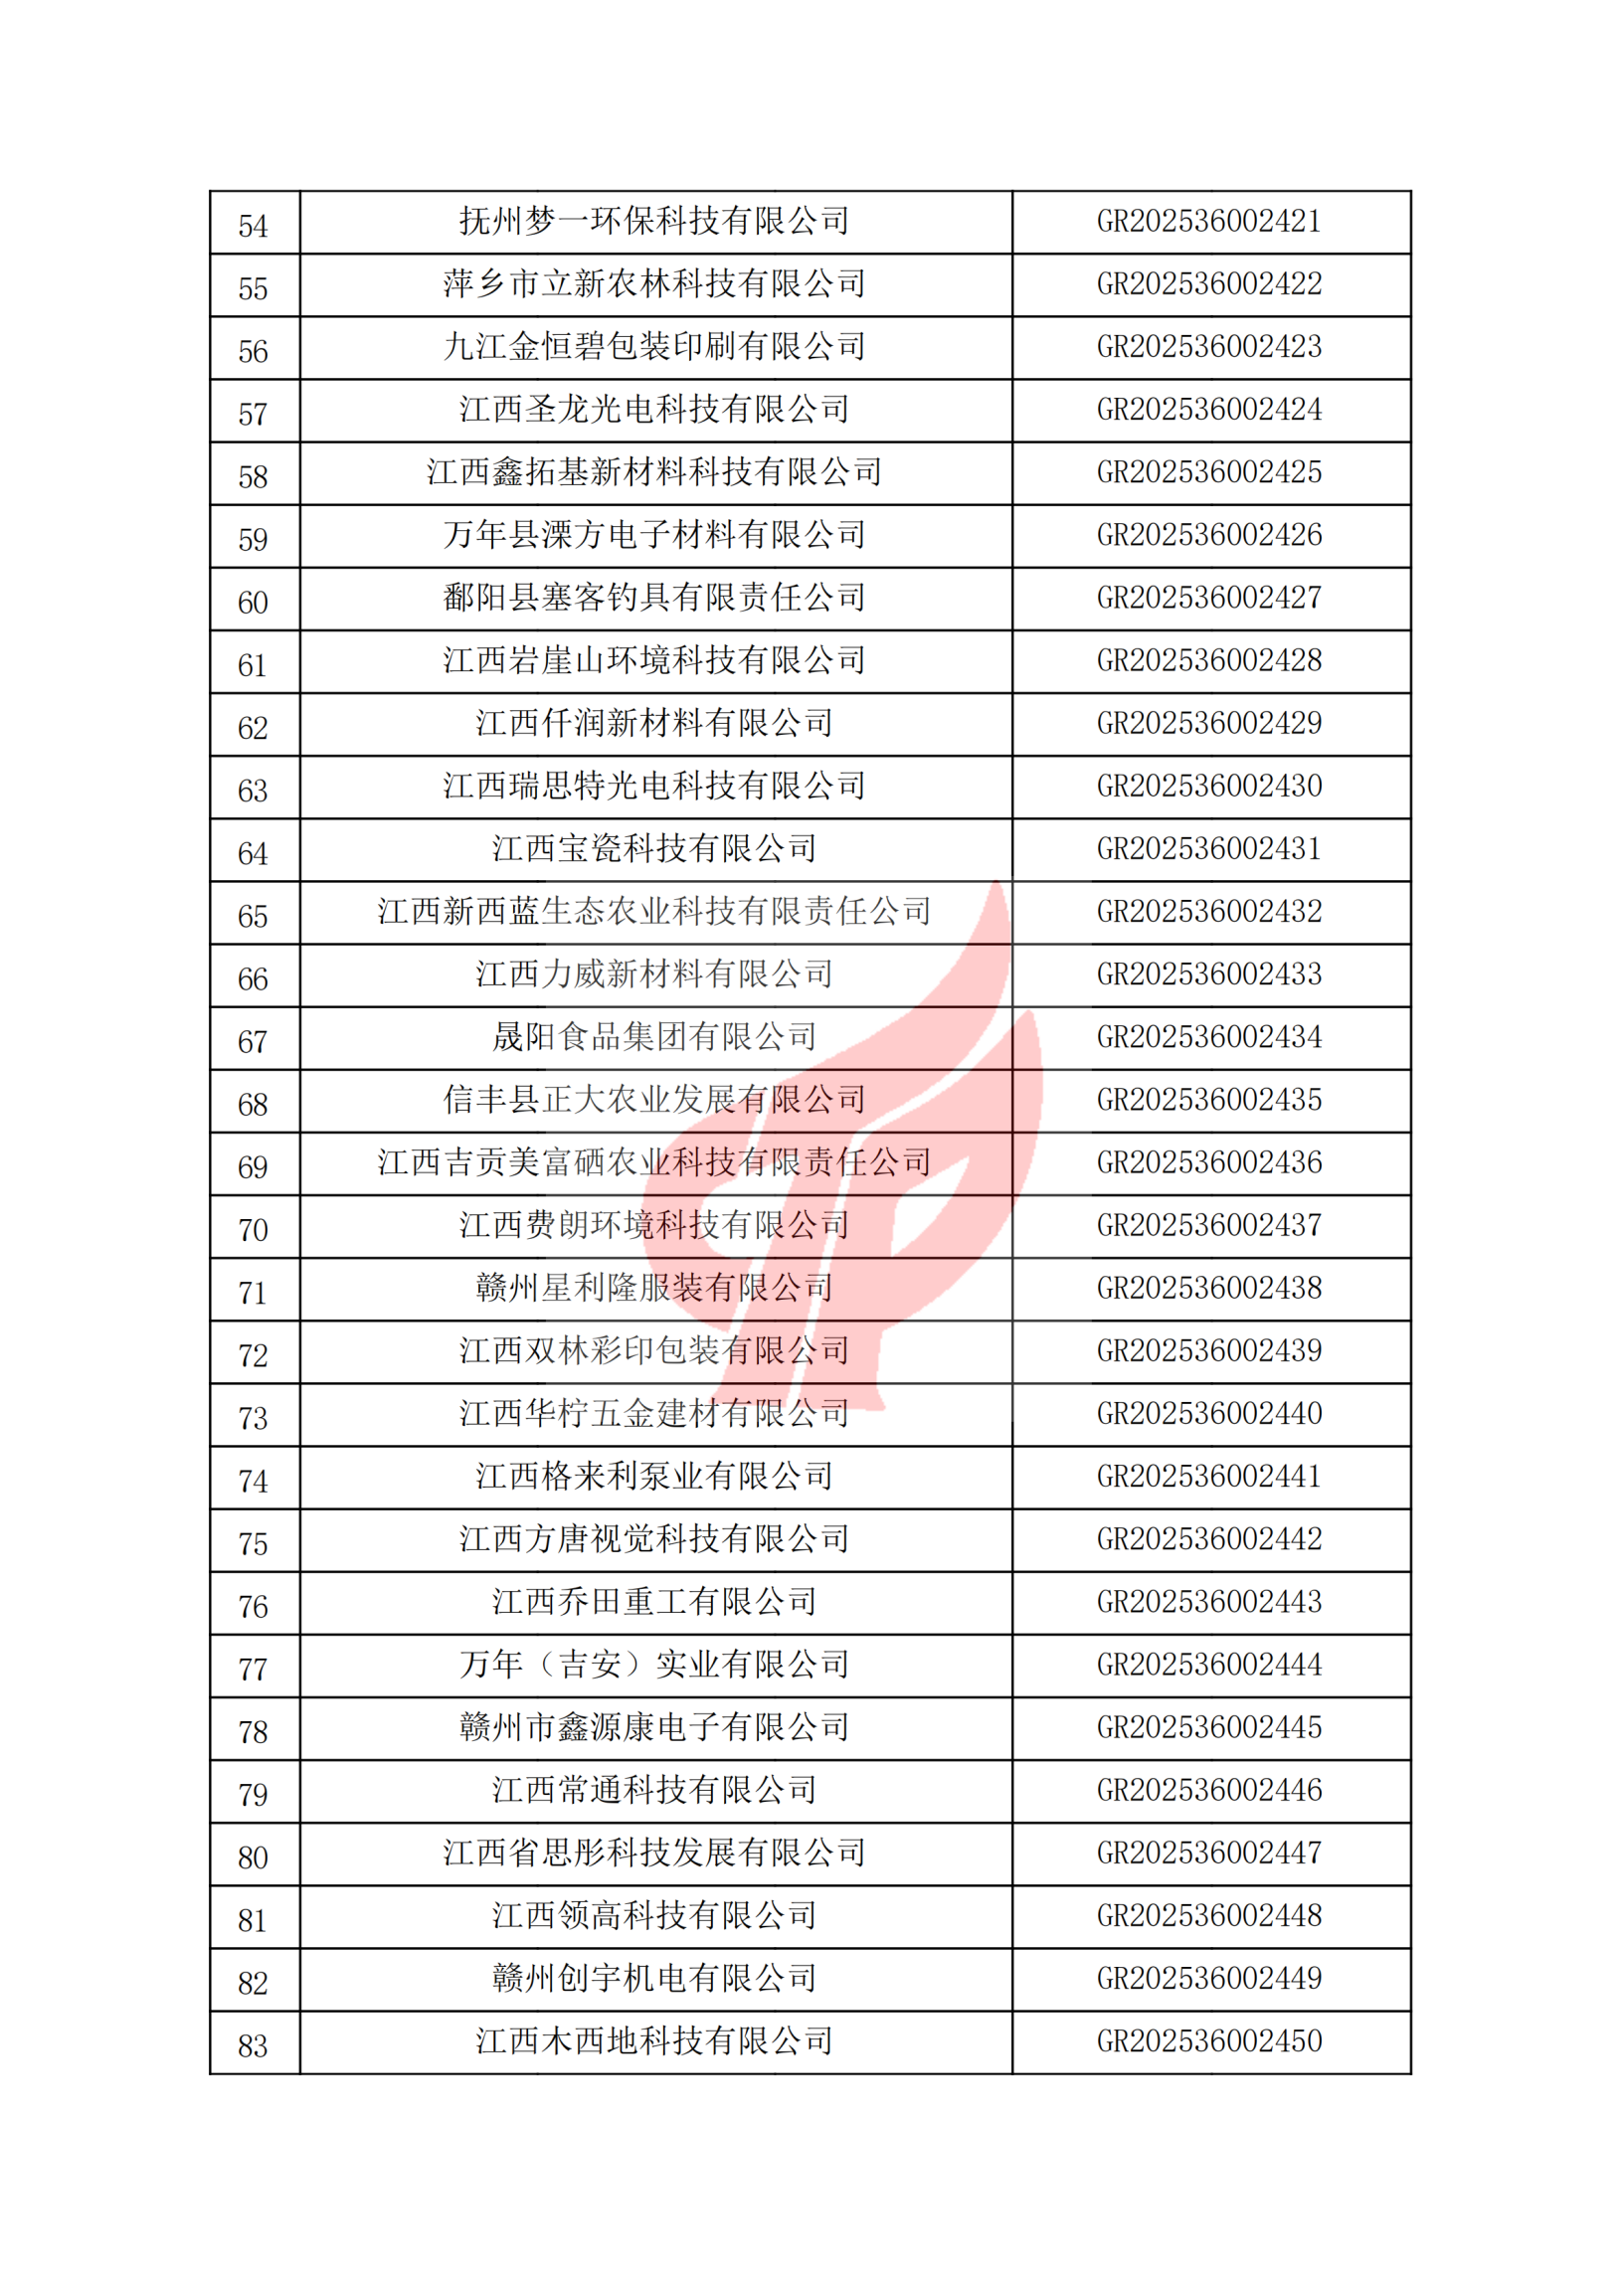 54 抚州梦一环保科技有限公司 GR202536002421
55 萍乡市立新农林科技有限公司 GR202536002422
56 九江金恒碧包装印刷有限公司 GR202536002423
57 江西圣龙光电科技有限公司 GR202536002424
58 江西鑫拓基新材料科技有限公司 GR202536002425
59 万年县溧方电子材料有限公司 GR202536002426
60 鄱阳县塞客钓具有限责任公司 GR202536002427
61 江西岩崖山环境科技有限公司 GR202536002428
62 江西仟润新材料有限公司 GR202536002429
63 江西瑞思特光电科技有限公司 GR202536002430
64 江西宝瓷科技有限公司 GR202536002431
65 江西新西蓝生态农业科技有限责任公司 GR202536002432
66 江西力威新材料有限公司 GR202536002433
67 晟阳食品集团有限公司 GR202536002434
68 信丰县正大农业发展有限公司 GR202536002435
69 江西吉贡美富硒农业科技有限责任公司 GR202536002436
70 江西费朗环境科技有限公司 GR202536002437
71 赣州星利隆服装有限公司 GR202536002438
72 江西双林彩印包装有限公司 GR202536002439
73 江西华柠五金建材有限公司 GR202536002440
74 江西格来利泵业有限公司 GR202536002441
75 江西方唐视觉科技有限公司 GR202536002442
76 江西乔田重工有限公司 GR202536002443
77 万年（吉安）实业有限公司 GR202536002444
78 赣州市鑫源康电子有限公司 GR202536002445
79 江西常通科技有限公司 GR202536002446
80 江西省思彤科技发展有限公司 GR202536002447
81 江西领高科技有限公司 GR202536002448
82 赣州创宇机电有限公司 GR202536002449
83 江西木西地科技有限公司 GR202536002450